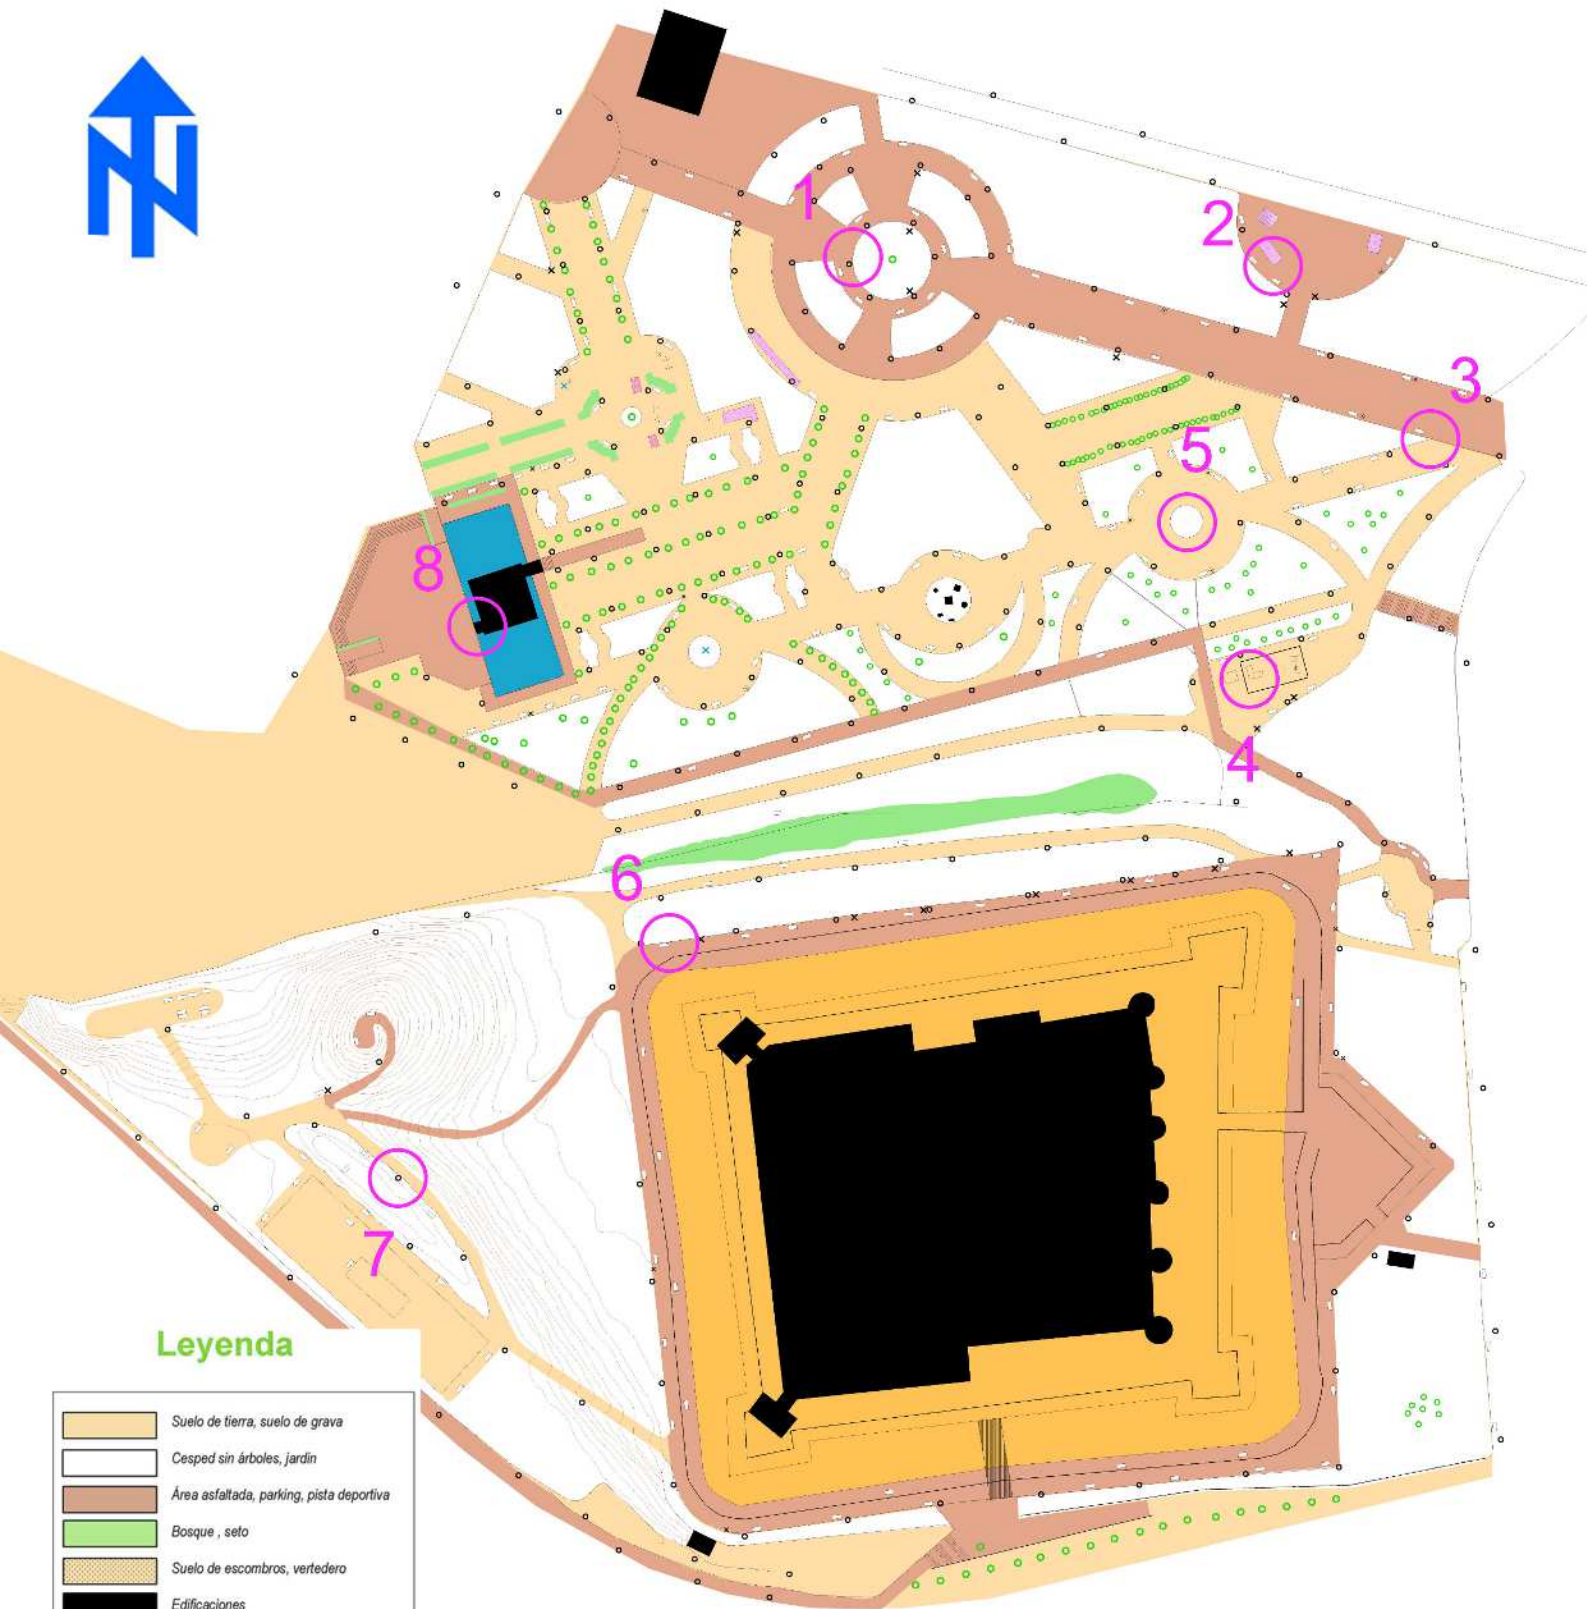 N
1
2
3
5
8
4
6
7
Leyenda
Suelo de tierra, suelo de grava
Cesped sin árboles, jardin
Área asfaltada, parking, pista deportiva
Bosque , seto
Suelo de escombros, vertedero
Edificaciones